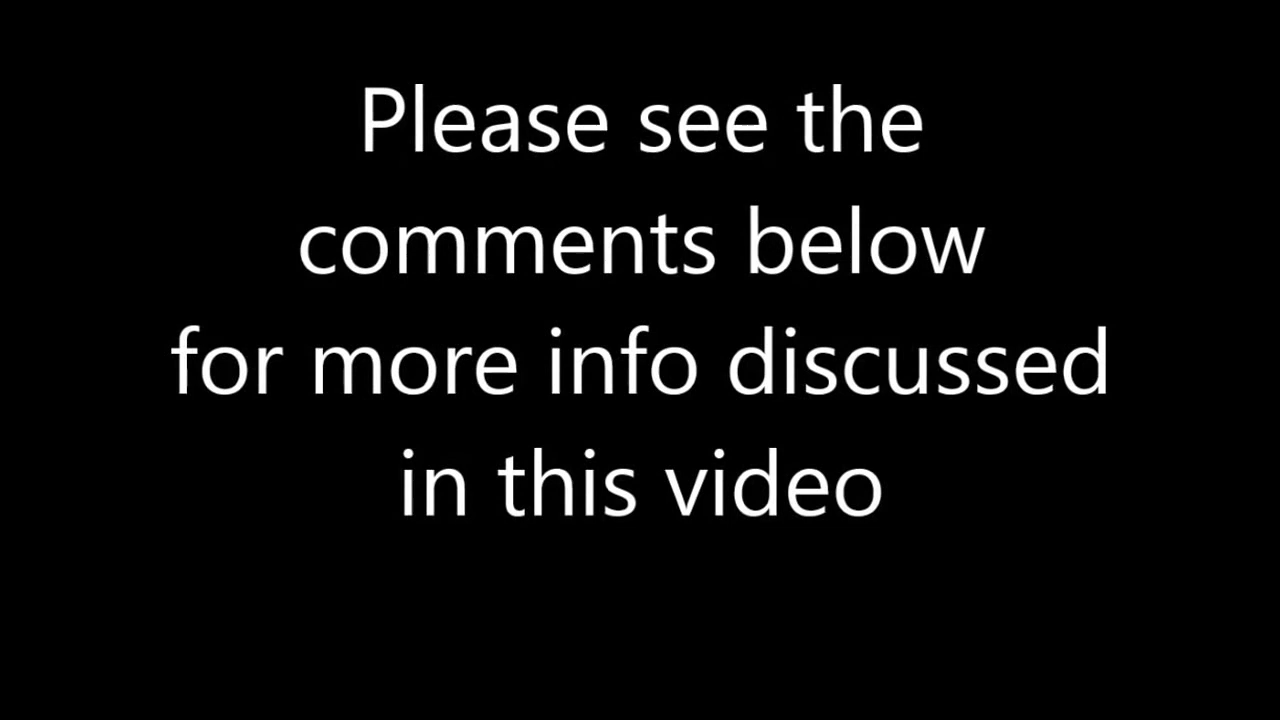 Please see the
comments below
for more info discussed
in this video